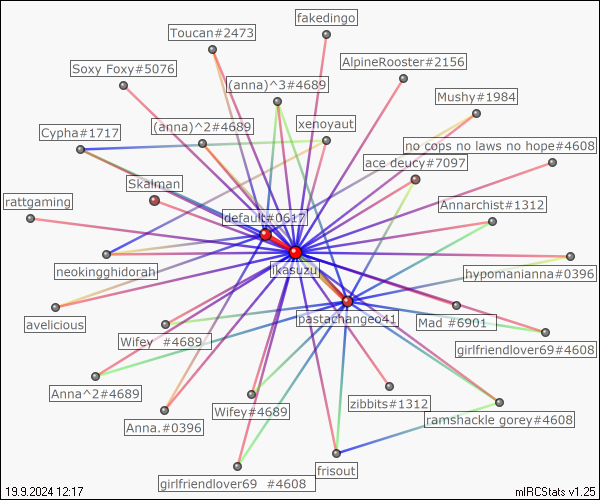 fakedingo
Toucan#2473
AlpineRooster#2156
Soxy Foxy#5076
(anna)^3#4689
Mushy#1984
xenoyaut
(anna)^2#4689
Cypha#1717
no cops no laws no hope#4608
ace deucy#7097
Skalman
rattgaming
Annarchist#1312
default#0617
likasuzu
neokingghidorah
hypomanianna#0396
avelicious
pastachangeo41
Mad #6901
Wifey #4689
girlfriendlover69#4608
Anna^2#4689
zibbits#1312
Wifey#4689
ramshackle gorey#4608
Anna.#0396
frisout
girlfriendlover69 #4608
19.9.2024 12:17
mIRCStats v1.25